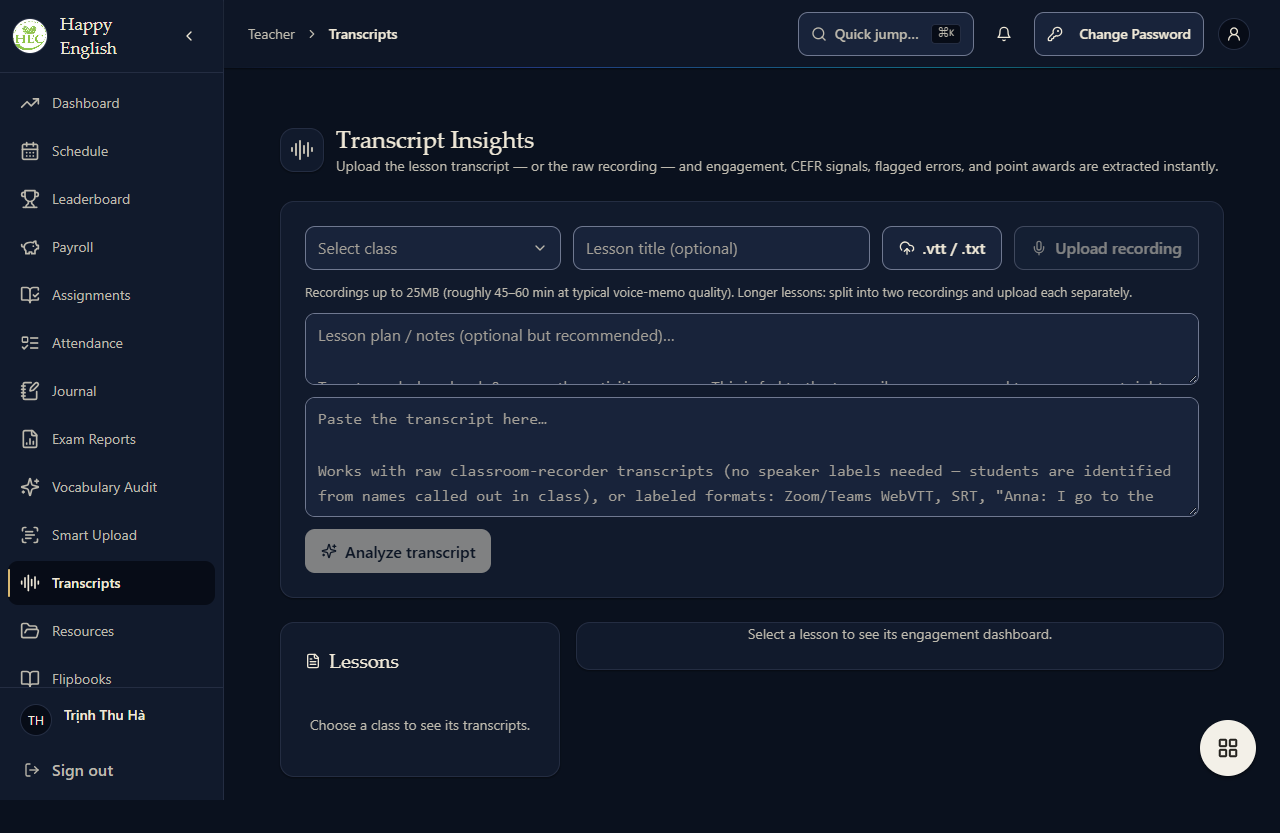 HEC
Happy
English
Dashboard
Schedule
Leaderboard
Payroll
Assignments
Attendance
Journal
Exam Reports
Vocabulary Audit
Smart Upload
Transcripts
Resources
Flipbooks
TH
Trịnh Thu Hà
Sign out
Teacher > Transcripts
Quick jump... ⌘K
Change Password
Transcript Insights
Upload the lesson transcript — or the raw recording — and engagement, CEFR signals, flagged errors, and point awards are extracted instantly.
Select class
Lesson title (optional)
.vtt / .txt
Upload recording
Recordings up to 25MB (roughly 45–60 min at typical voice-memo quality). Longer lessons: split into two recordings and upload each separately.
Lesson plan / notes (optional but recommended)...
Paste the transcript here…
Works with raw classroom-recorder transcripts (no speaker labels needed — students are identified
from names called out in class), or labeled formats: Zoom/Teams WebVTT, SRT, "Anna: I go to the
Analyze transcript
Lessons
Choose a class to see its transcripts.
Select a lesson to see its engagement dashboard.